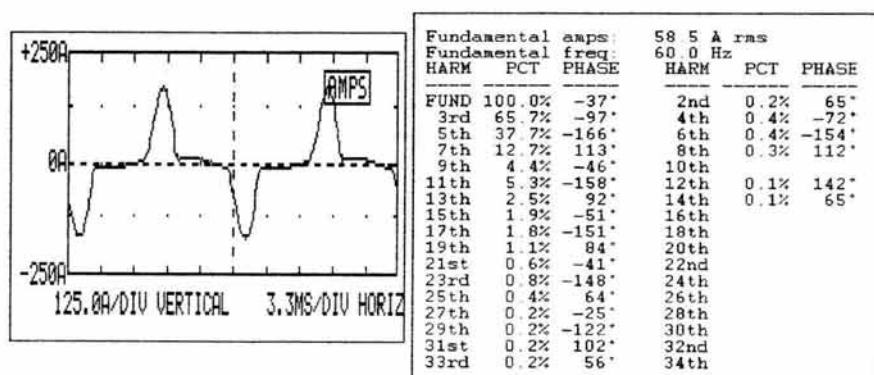 +250A
AMPS
0A
-250A
125.0A/DIV VERTICAL 3.3MS/DIV HORIZ
Fundamental amps: 58.5 A rms
Fundamental freq: 60.0 Hz
HARM PCT PHASE HARM PCT PHASE
FUND 100.0% -37° 2nd 0.2% 65°
3rd 65.7% -97° 4th 0.4% -72°
5th 37.7% -166° 6th 0.4% -154°
7th 12.7% 113° 8th 0.3% 112°
9th 4.4% -46° 10th
11th 5.3% -158° 12th 0.1% 142°
13th 2.5% 92° 14th 0.1% 65°
15th 1.9% -51° 16th
17th 1.8% -151° 18th
19th 1.1% 84° 20th
21st 0.6% -41° 22nd
23rd 0.8% -148° 24th
25th 0.4% 64° 26th
27th 0.2% -25° 28th
29th 0.2% -122° 30th
31st 0.2% 102° 32nd
33rd 0.2% 56° 34th